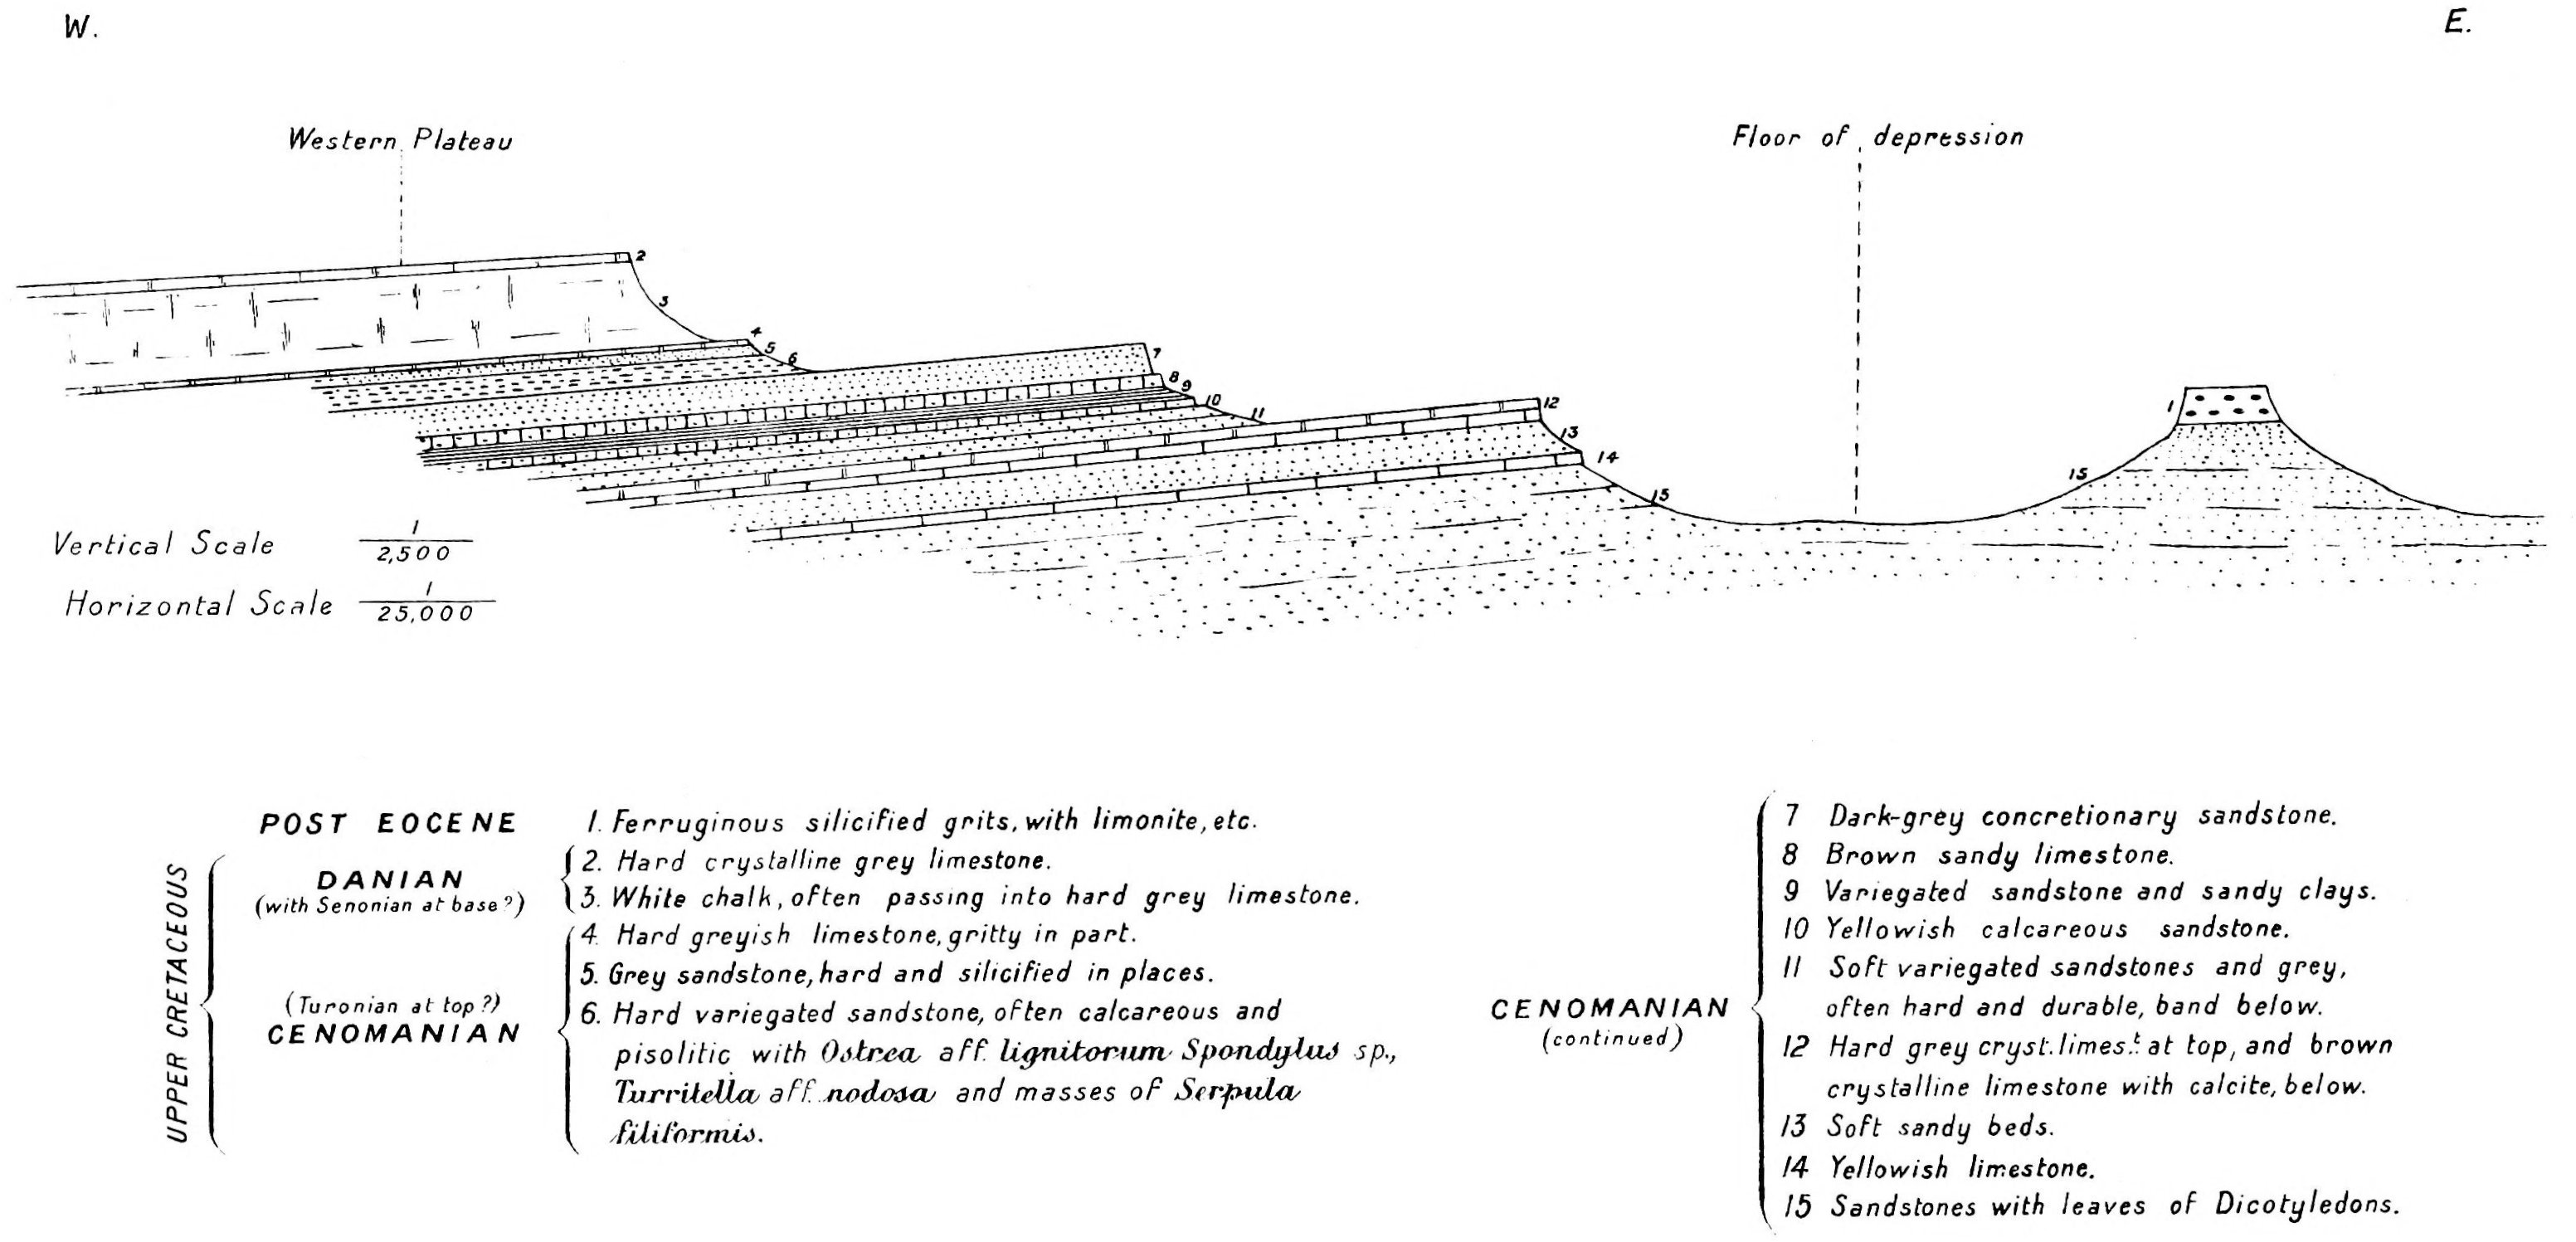 W.
E.
Western Plateau
Floor of depression
2
3
4
5
6
7
8
9
10
11
12
13
14
15
15
1
Vertical Scale 1/2,500
Horizontal Scale 1/25,000
UPPER CRETACEOUS
POST EOCENE
1. Ferruginous silicified grits, with limonite, etc.
DANIAN
(with Senonian at base?)
2. Hard crystalline grey limestone.
3. White chalk, often passing into hard grey limestone.
(Turonian at top?)
CENOMANIAN
4. Hard greyish limestone, gritty in part.
5. Grey sandstone, hard and silicified in places.
6. Hard variegated sandstone, often calcareous and
pisolitic with Ostrea aff. lignitorum Spondylus sp.,
Turritella aff. nodosa and masses of Serpula
filiformis.
CENOMANIAN
(continued)
7 Dark-grey concretionary sandstone.
8 Brown sandy limestone.
9 Variegated sandstone and sandy clays.
10 Yellowish calcareous sandstone.
11 Soft variegated sandstones and grey,
often hard and durable, band below.
12 Hard grey cryst. limes.t at top, and brown
crystalline limestone with calcite, below.
13 Soft sandy beds.
14 Yellowish limestone.
15 Sandstones with leaves of Dicotyledons.